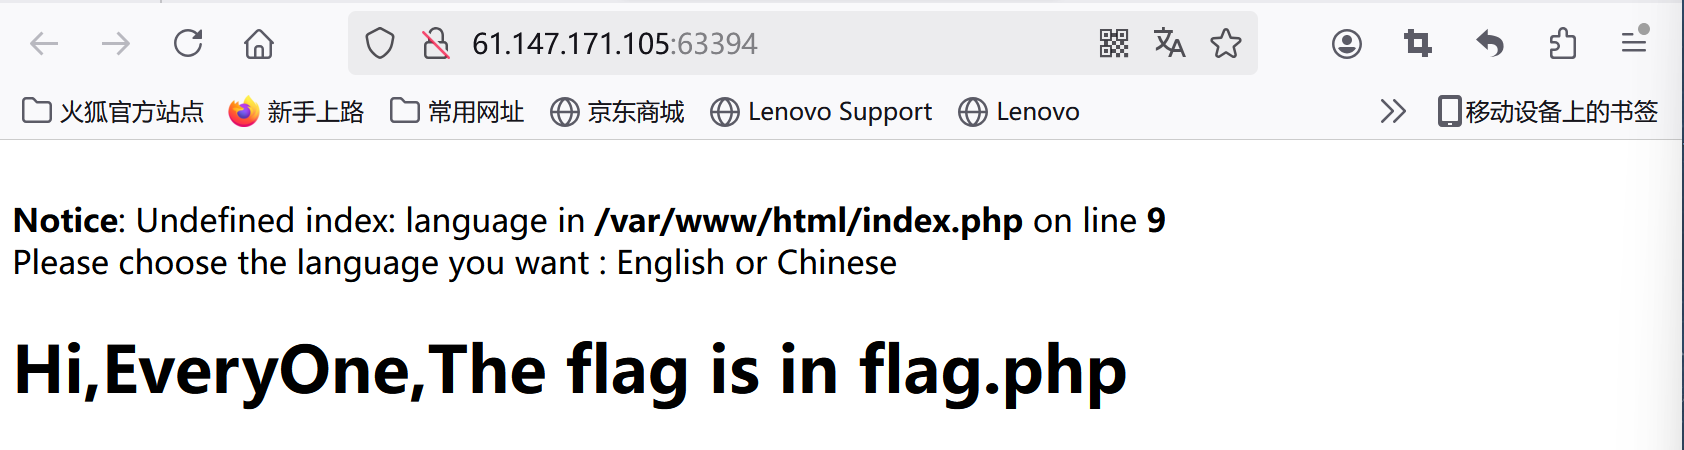 61.147.171.105:63394
火狐官方站点 新手上路 常用网址 京东商城 Lenovo Support Lenovo 移动设备上的书签
Notice: Undefined index: language in /var/www/html/index.php on line 9
Please choose the language you want : English or Chinese
Hi,EveryOne,The flag is in flag.php